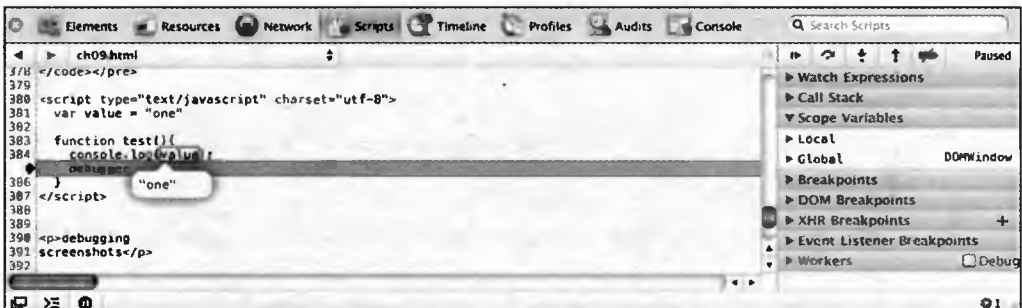 Elements Resources Network Scripts Timeline Profiles Audits Console Search Scripts
ch09.html Paused
378 </code></pre>
379
380 <script type="text/javascript" charset="utf-8">
381 var value = "one"
382
383 function test(){
384 console.log(value);
debugger
"one"
386 }
387 </script>
388
389
390 <p>debugging
391 screenshots</p>
392
Watch Expressions
Call Stack
Scope Variables
Local
Global DOMWindow
Breakpoints
DOM Breakpoints
XHR Breakpoints +
Event Listener Breakpoints
Workers Debug
1